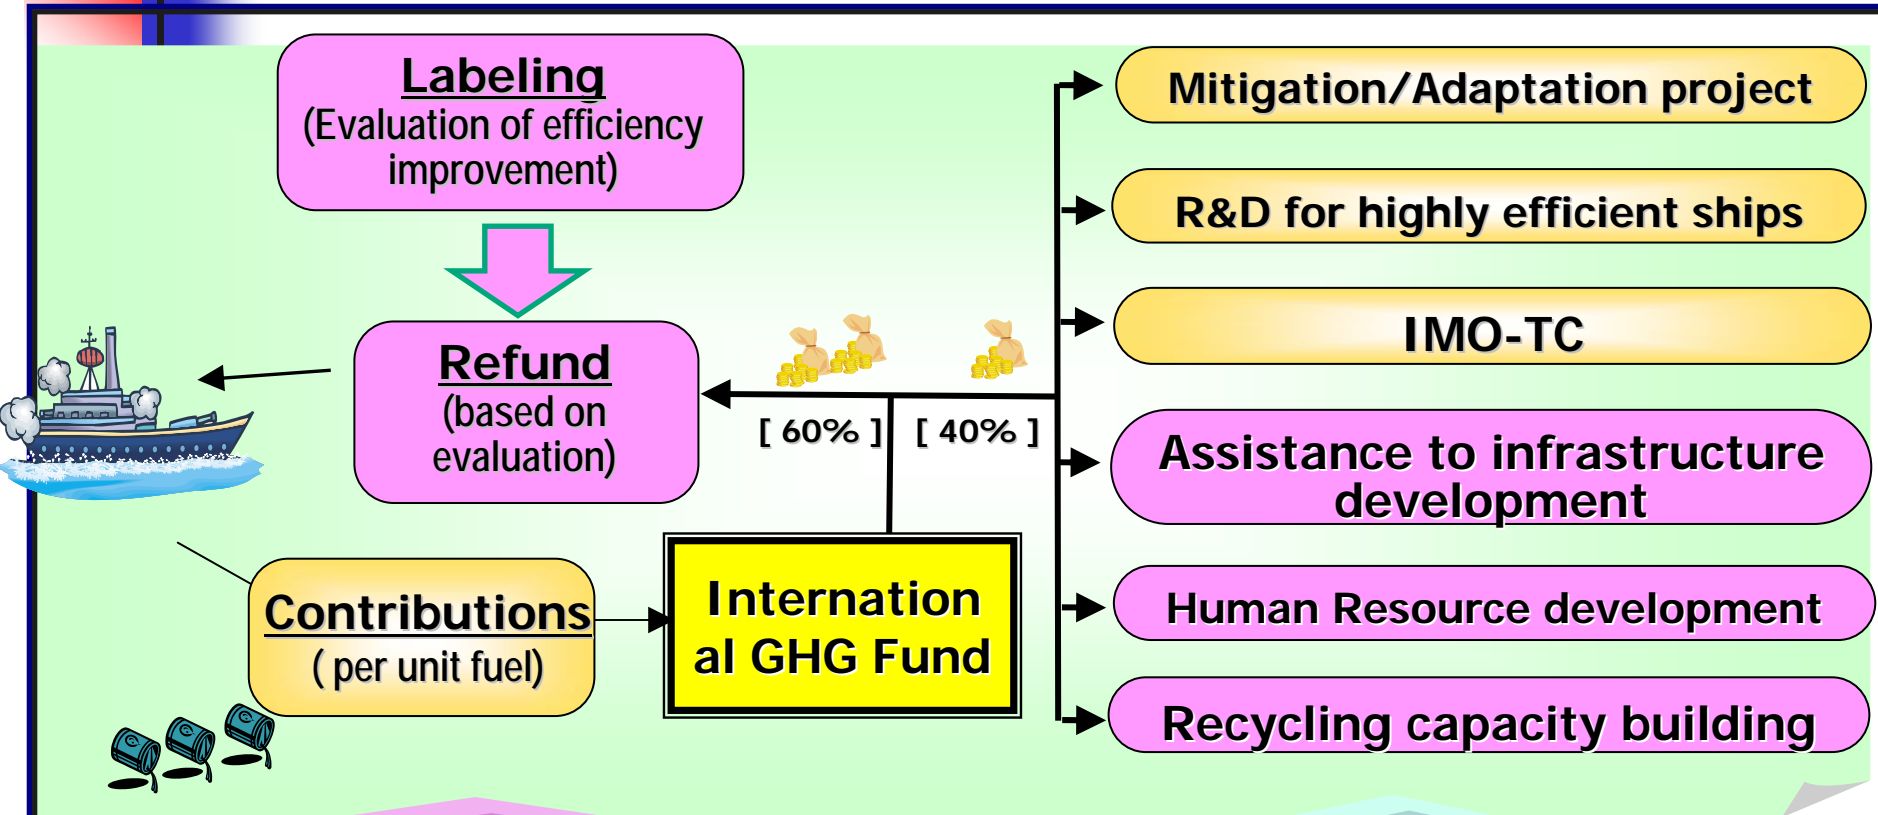 Labeling
(Evaluation of efficiency
improvement)
Refund
(based on
evaluation)
[ 60% ]
[ 40% ]
Contributions
( per unit fuel)
Internation
al GHG Fund
Mitigation/Adaptation project
R&D for highly efficient ships
IMO-TC
Assistance to infrastructure
development
Human Resource development
Recycling capacity building